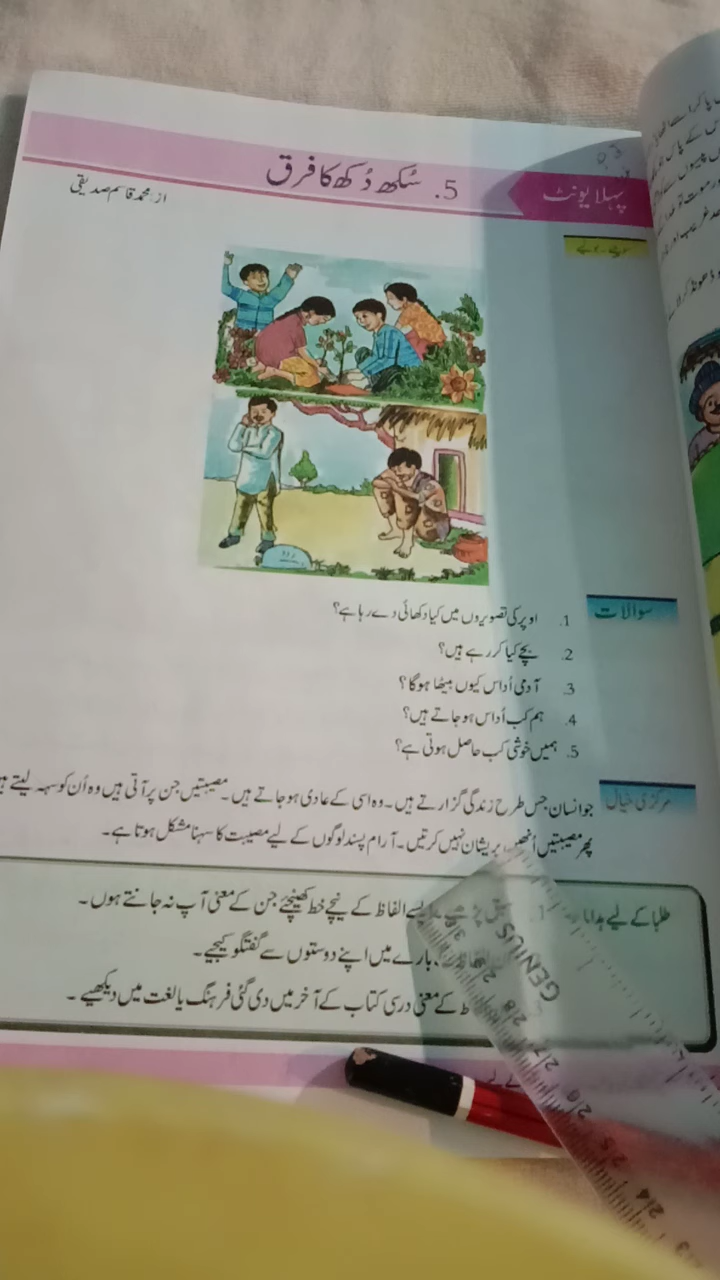 پہلا یونٹ
5. سُکھ دُکھ کا فرق
از: محمد قاسم صدیقی
سوالات
1. اوپر کی تصویروں میں کیا دکھائی دے رہا ہے؟
2. بچے کیا کر رہے ہیں؟
3. آدمی اُداس کیوں بیٹھا ہوگا؟
4. ہم کب اُداس ہو جاتے ہیں؟
5. ہمیں خوشی کب حاصل ہوتی ہے؟
مرکزی خیال
جو انسان جس طرح زندگی گزارتے ہیں۔ وہ اسی کے عادی ہو جاتے ہیں۔ مصیبتیں جن پر آتی ہیں وہ اُن کو سہہ لیتے
پھر مصیبتیں اُنھیں پریشان نہیں کرتیں۔ آرام پسند لوگوں کے لیے مصیبت کا سہنا مشکل ہوتا ہے۔
طلبا کے لیے
1. ایسے الفاظ کے نیچے خط کھینچئے جن کے معنی آپ نہ جانتے ہوں۔
بارے میں اپنے دوستوں سے گفتگو کیجیے۔
کے معنی درسی کتاب کے آخر میں دی گئی فرہنگ یا لغت میں دیکھیے۔
GENIUS